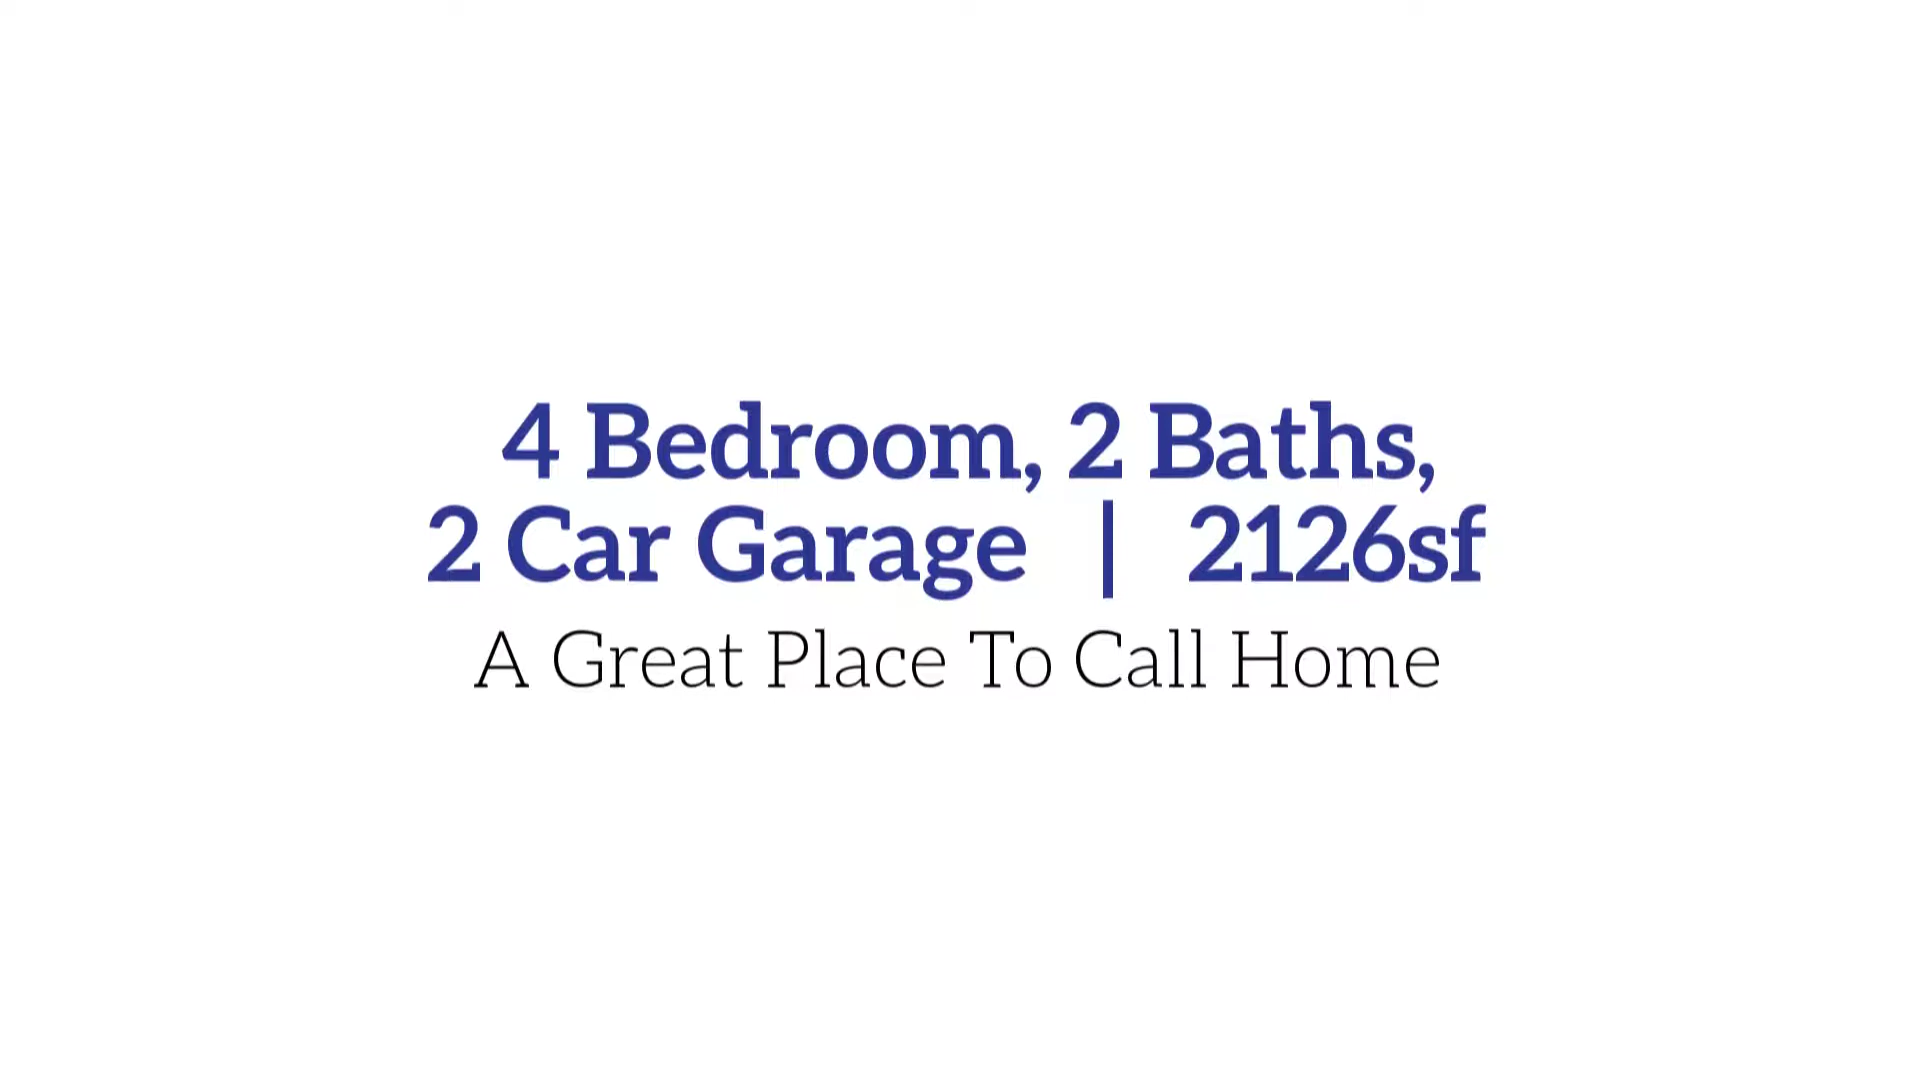 4 Bedroom, 2 Baths,
2 Car Garage | 2126sf
A Great Place To Call Home